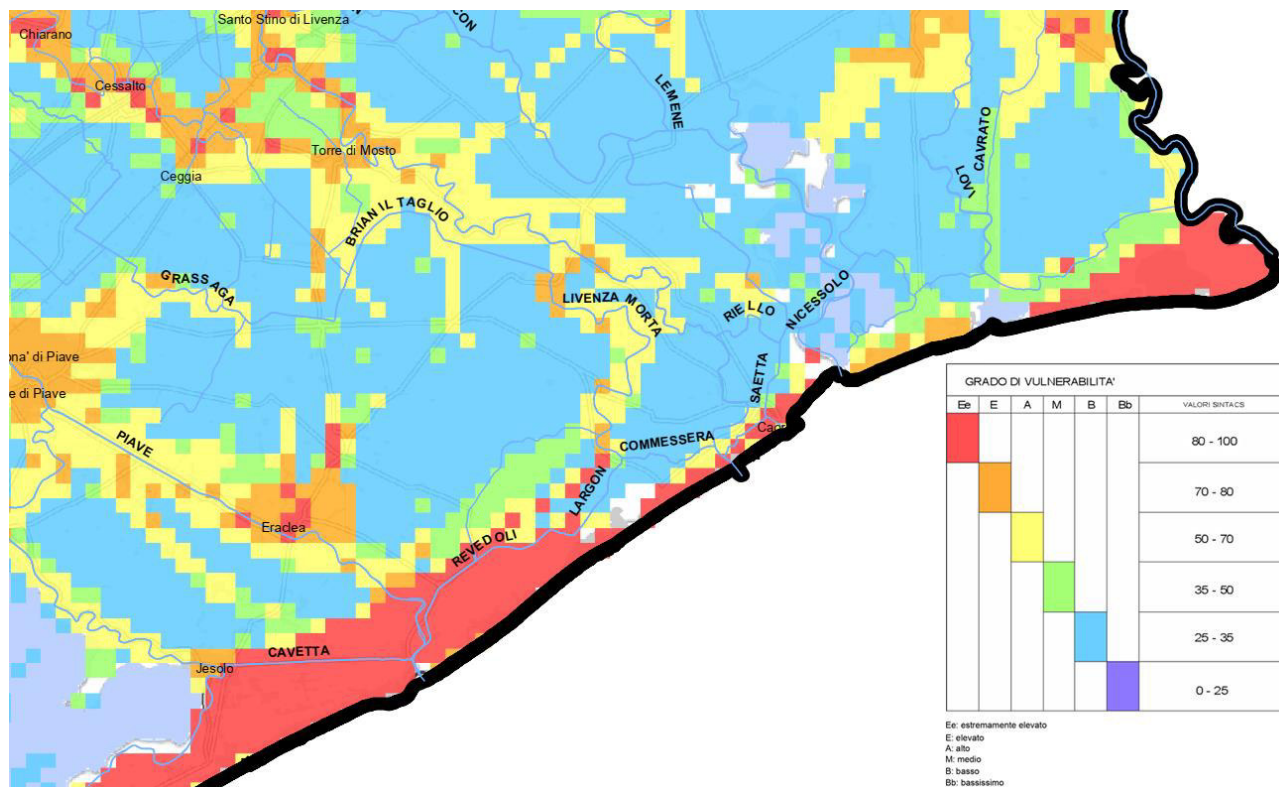 Santo Stino di Livenza
Chiarano
Cessalto
Ceggia
Torre di Mosto
LEMENE
CAVRATO
LOVI
BRIAN IL TAGLIO
GRASSAGA
LIVENZA MORTA
RIELLO
NICESSOLO
ona' di Piave
e di Piave
SAETTA
PIAVE
COMMESSERA
LARGON
Eraclea
REVEDOLI
CAVETTA
Jesolo
GRADO DI VULNERABILITA'
Ee E A M B Bb VALORI SINTACS
80 - 100
70 - 80
50 - 70
35 - 50
25 - 35
0 - 25
Ee: estremamente elevato
E: elevato
A: alto
M: medio
B: basso
Bb: bassissimo